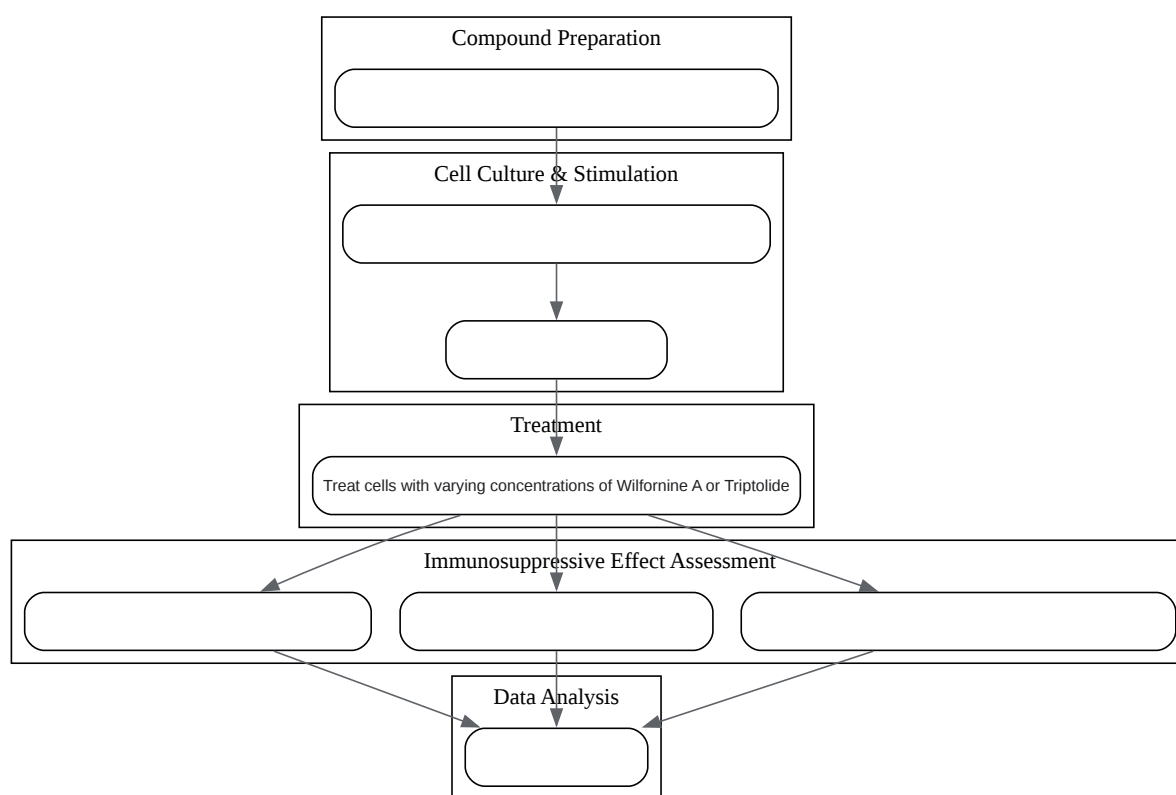 Compound Preparation
Cell Culture & Stimulation
Treatment
Treat cells with varying concentrations of Wilfornine A or Triptolide
Immunosuppressive Effect Assessment
Data Analysis